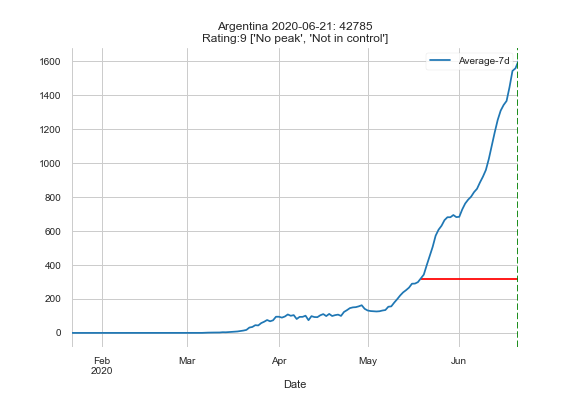 Argentina 2020-06-21: 42785
Rating:9 ['No peak', 'Not in control']
Average-7d
1600
1400
1200
1000
800
600
400
200
0
Feb
2020
Mar
Apr
May
Jun
Date